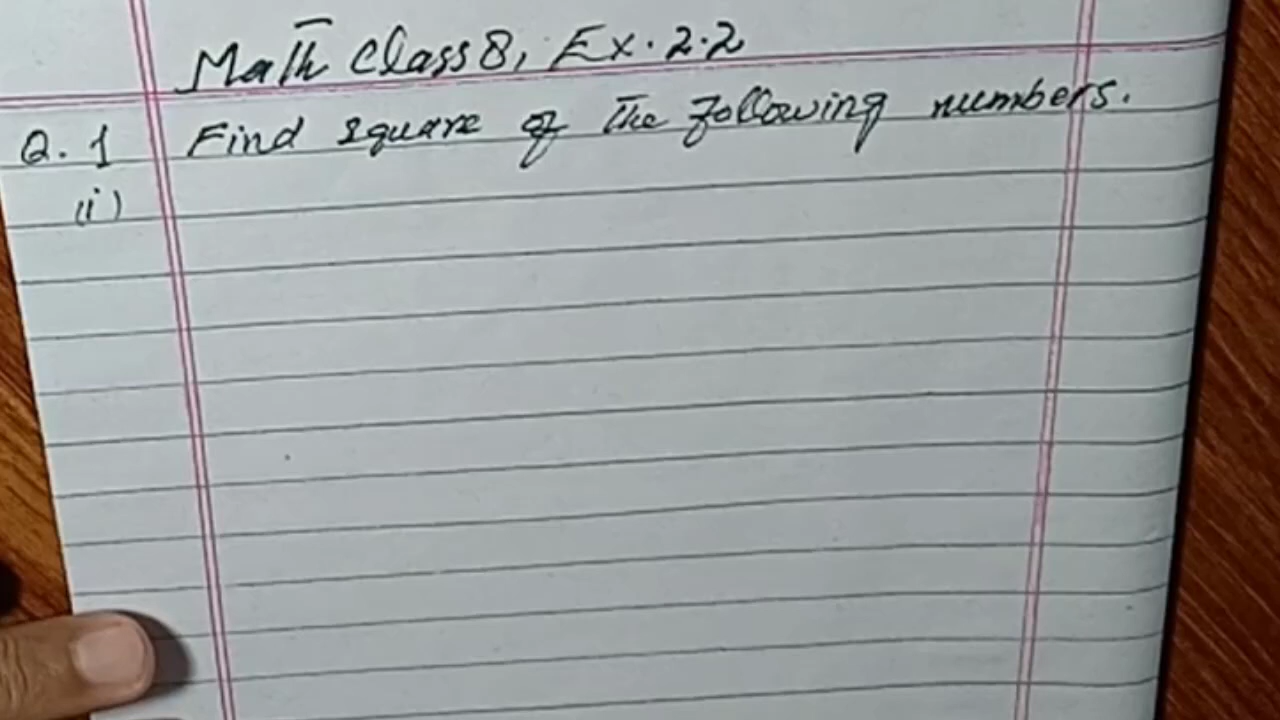 Math Class 8, Ex. 2.2
Q. 1 Find square of the following numbers.
(i)